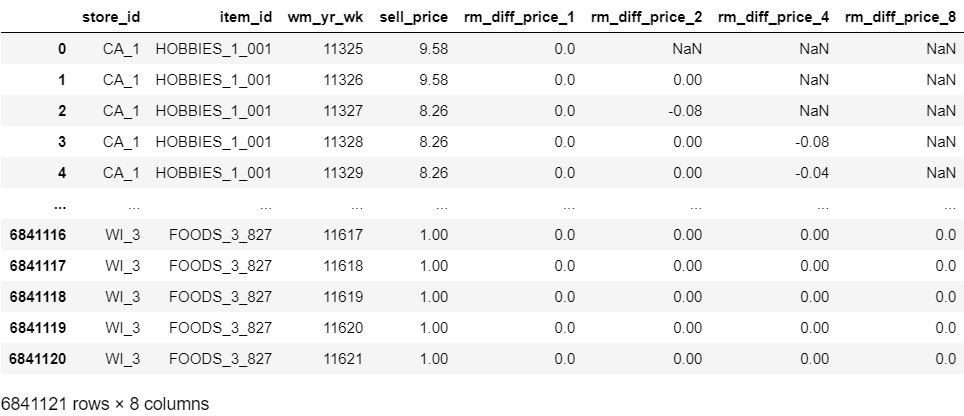 store_id item_id wm_yr_wk sell_price rm_diff_price_1 rm_diff_price_2 rm_diff_price_4 rm_diff_price_8
0 CA_1 HOBBIES_1_001 11325 9.58 0.0 NaN NaN NaN
1 CA_1 HOBBIES_1_001 11326 9.58 0.0 0.00 NaN NaN
2 CA_1 HOBBIES_1_001 11327 8.26 0.0 -0.08 NaN NaN
3 CA_1 HOBBIES_1_001 11328 8.26 0.0 0.00 -0.08 NaN
4 CA_1 HOBBIES_1_001 11329 8.26 0.0 0.00 -0.04 NaN
... ... ... ... ... ... ... ... ...
6841116 WI_3 FOODS_3_827 11617 1.00 0.0 0.00 0.00 0.0
6841117 WI_3 FOODS_3_827 11618 1.00 0.0 0.00 0.00 0.0
6841118 WI_3 FOODS_3_827 11619 1.00 0.0 0.00 0.00 0.0
6841119 WI_3 FOODS_3_827 11620 1.00 0.0 0.00 0.00 0.0
6841120 WI_3 FOODS_3_827 11621 1.00 0.0 0.00 0.00 0.0
6841121 rows × 8 columns